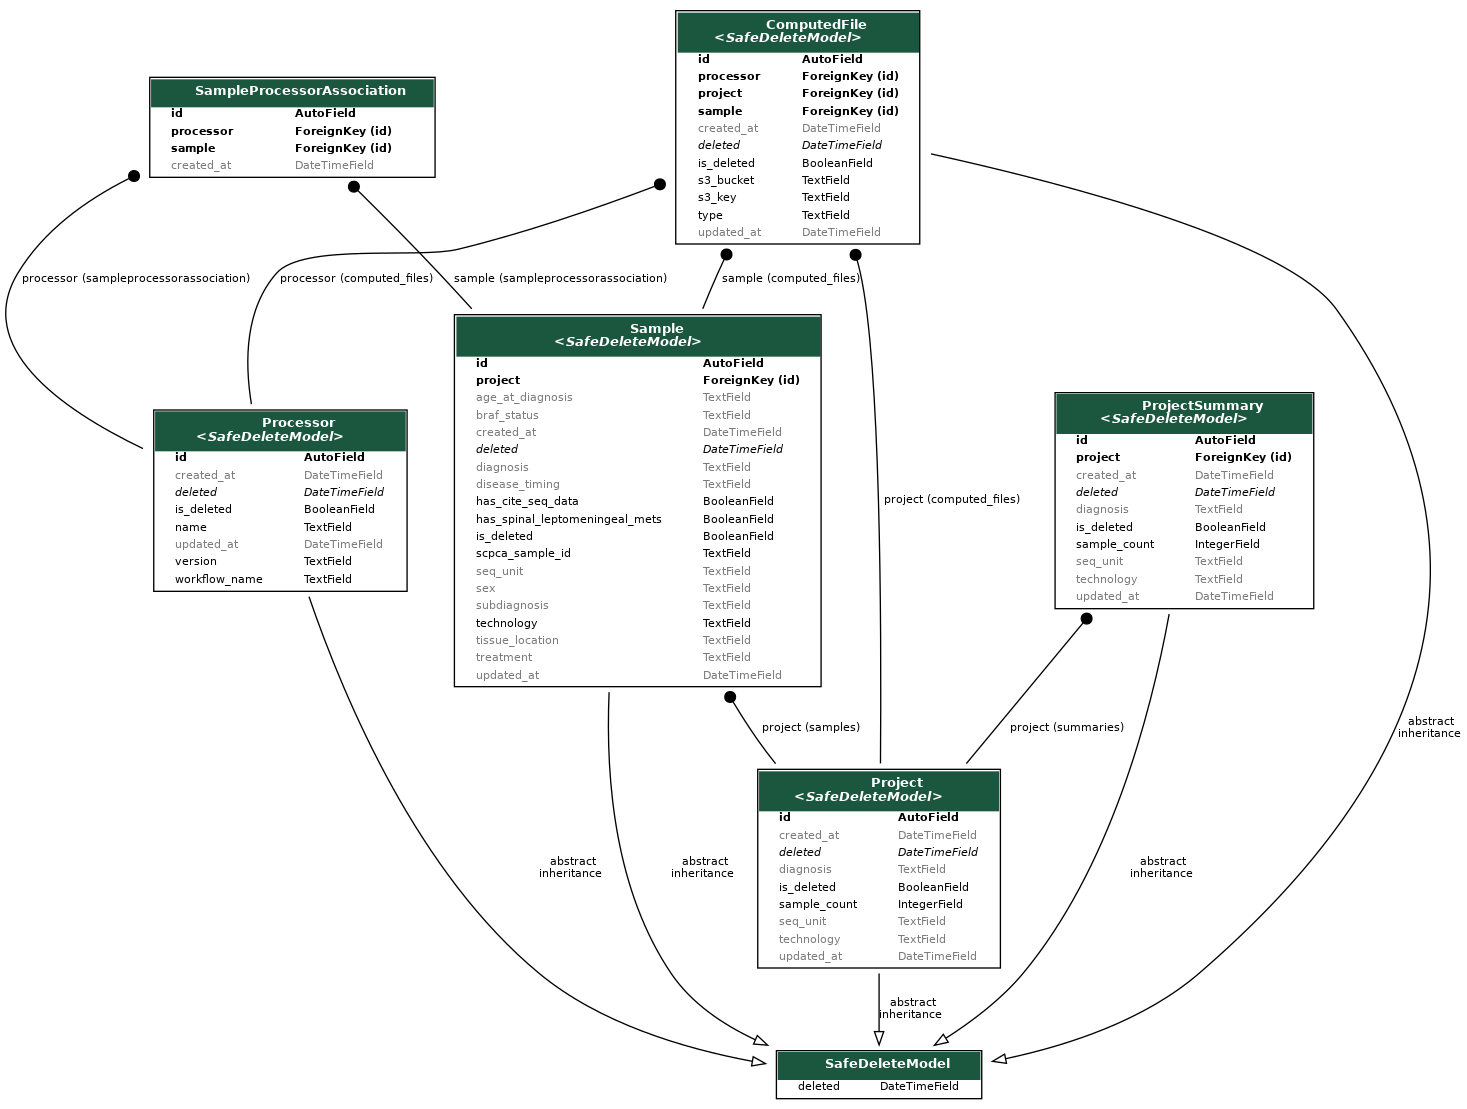 ComputedFile
<SafeDeleteModel>
id AutoField
processor ForeignKey (id)
project ForeignKey (id)
sample ForeignKey (id)
created_at DateTimeField
deleted DateTimeField
is_deleted BooleanField
s3_bucket TextField
s3_key TextField
type TextField
updated_at DateTimeField
SampleProcessorAssociation
id AutoField
processor ForeignKey (id)
sample ForeignKey (id)
created_at DateTimeField
processor (sampleprocessorassociation)
processor (computed_files)
sample (sampleprocessorassociation)
sample (computed_files)
Sample
<SafeDeleteModel>
id AutoField
project ForeignKey (id)
age_at_diagnosis TextField
braf_status TextField
created_at DateTimeField
deleted DateTimeField
diagnosis TextField
disease_timing TextField
has_cite_seq_data BooleanField
has_spinal_leptomeningeal_mets BooleanField
is_deleted BooleanField
scpca_sample_id TextField
seq_unit TextField
sex TextField
subdiagnosis TextField
technology TextField
tissue_location TextField
treatment TextField
updated_at DateTimeField
Processor
<SafeDeleteModel>
id AutoField
created_at DateTimeField
deleted DateTimeField
is_deleted BooleanField
name TextField
updated_at DateTimeField
version TextField
workflow_name TextField
project (computed_files)
ProjectSummary
<SafeDeleteModel>
id AutoField
project ForeignKey (id)
created_at DateTimeField
deleted DateTimeField
diagnosis TextField
is_deleted BooleanField
sample_count IntegerField
seq_unit TextField
technology TextField
updated_at DateTimeField
project (samples)
project (summaries)
abstract
inheritance
Project
<SafeDeleteModel>
id AutoField
created_at DateTimeField
deleted DateTimeField
diagnosis TextField
is_deleted BooleanField
sample_count IntegerField
seq_unit TextField
technology TextField
updated_at DateTimeField
abstract
inheritance
abstract
inheritance
abstract
inheritance
abstract
inheritance
SafeDeleteModel
deleted DateTimeField